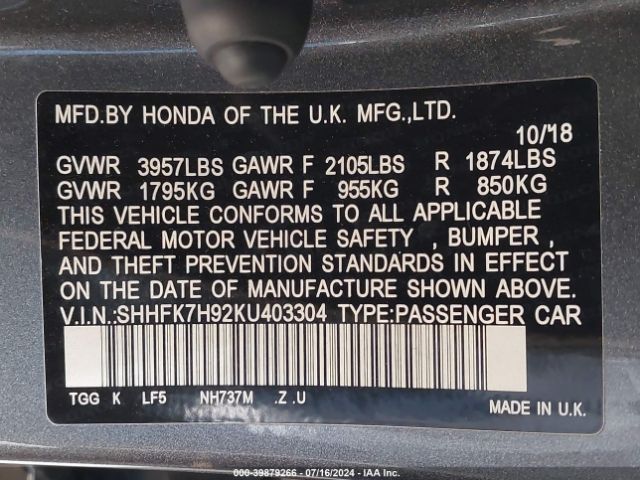 MFD.BY HONDA OF THE U.K. MFG.,LTD.
10/18
GVWR 3957LBS GAWR F 2105LBS R 1874LBS
GVWR 1795KG GAWR F 955KG R 850KG
THIS VEHICLE CONFORMS TO ALL APPLICABLE
FEDERAL MOTOR VEHICLE SAFETY , BUMPER ,
AND THEFT PREVENTION STANDARDS IN EFFECT
ON THE DATE OF MANUFACTURE SHOWN ABOVE.
V.I.N.:SHHFK7H92KU403304 TYPE:PASSENGER CAR
TGG K LF5 NH737M .Z .U
MADE IN U.K.
000-39879266 - 07/16/2024 - IAA Inc.